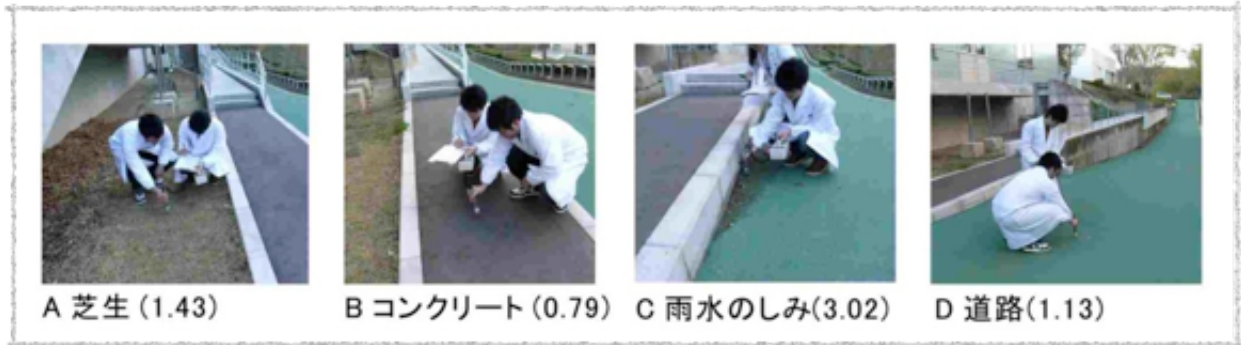 A 芝生(1.43)
B コンクリート(0.79)
C 雨水のしみ(3.02)
D 道路(1.13)